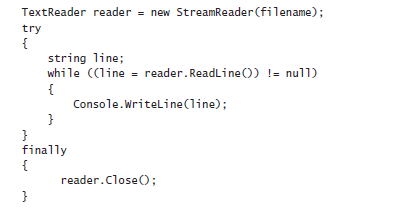 TextReader reader = new StreamReader(filename);
try
{
    string line;
    while ((line = reader.ReadLine()) != null)
    {
        Console.WriteLine(line);
    }
}
finally
{
      reader.Close();
}